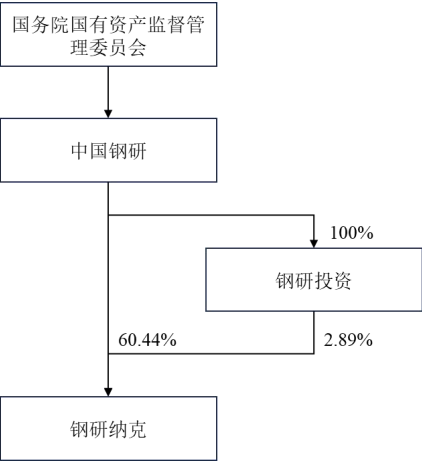 国务院国有资产监督管
理委员会
中国钢研
100%
钢研投资
60.44%
2.89%
钢研纳克